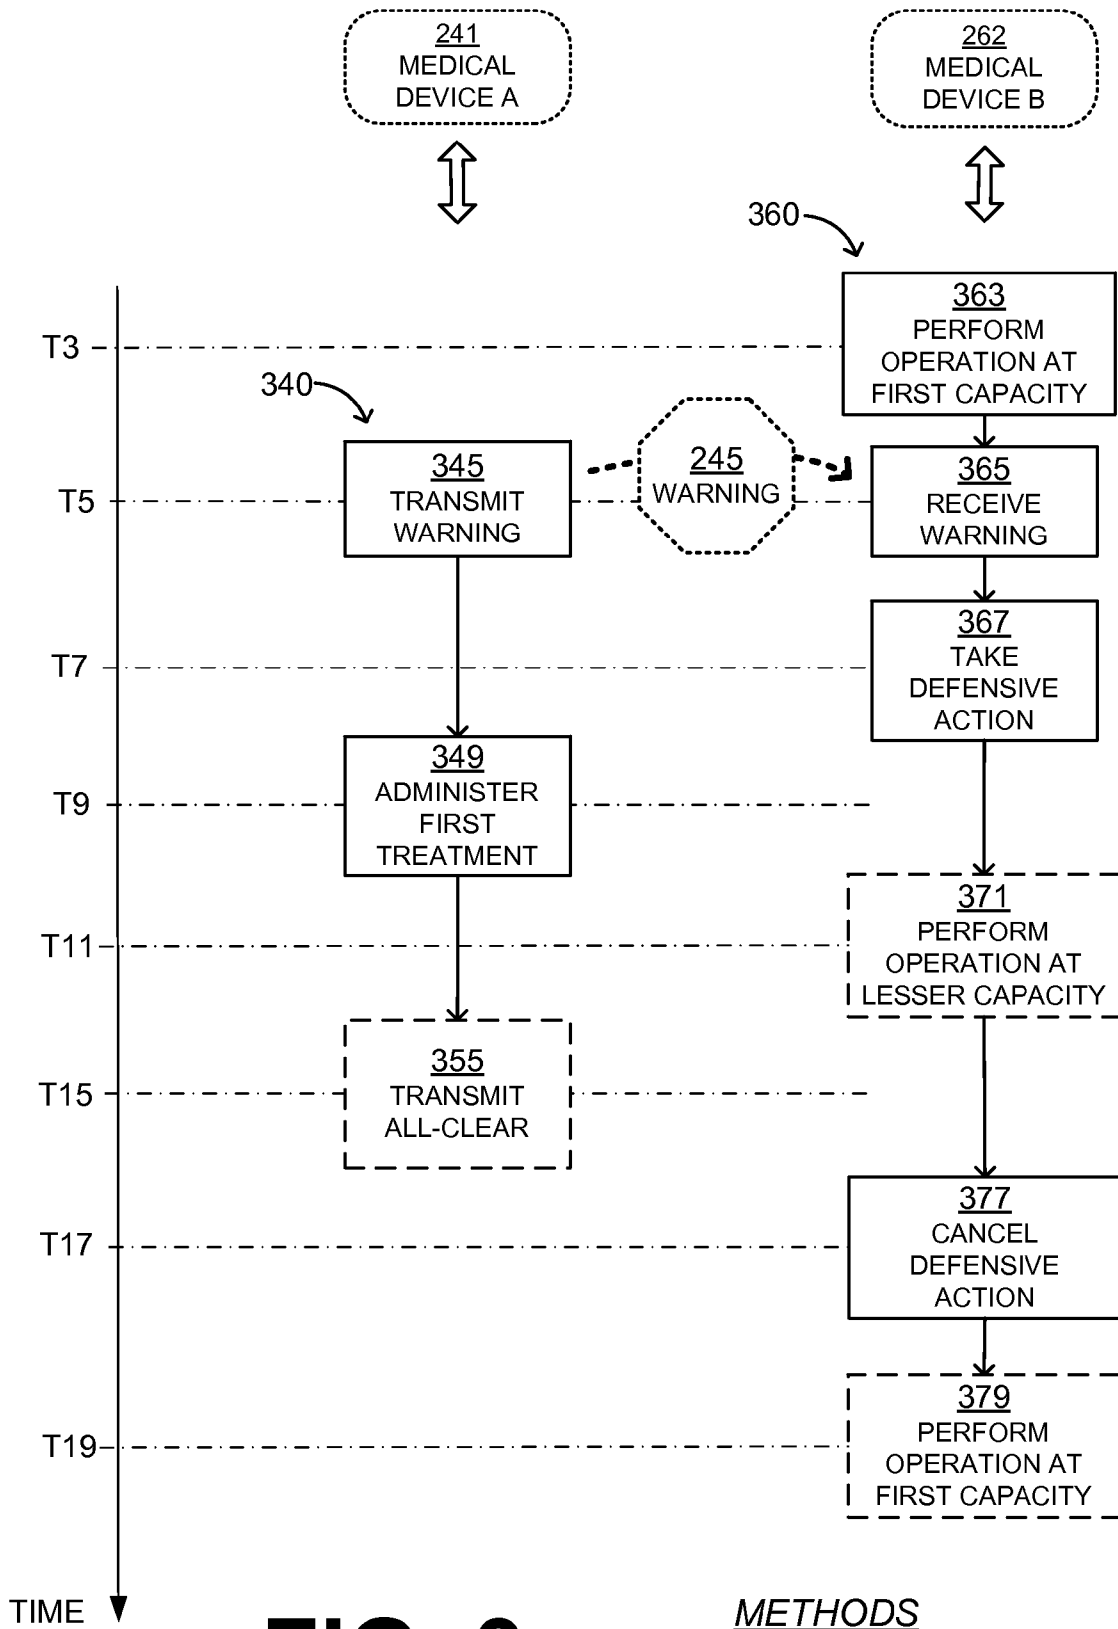 241
MEDICAL
DEVICE A
262
MEDICAL
DEVICE B
360
363
PERFORM
OPERATION AT
FIRST CAPACITY
T3
340
345
TRANSMIT
WARNING
245
WARNING
365
RECEIVE
WARNING
T5
367
TAKE
DEFENSIVE
ACTION
T7
349
ADMINISTER
FIRST
TREATMENT
T9
371
PERFORM
OPERATION AT
LESSER CAPACITY
T11
355
TRANSMIT
ALL-CLEAR
T15
377
CANCEL
DEFENSIVE
ACTION
T17
379
PERFORM
OPERATION AT
FIRST CAPACITY
T19
TIME
METHODS